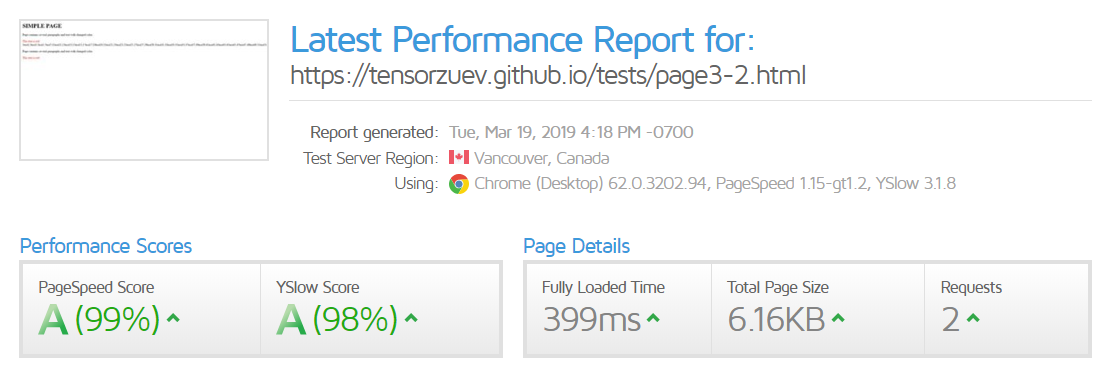 SIMPLE PAGE
Latest Performance Report for:
https://tensorzuev.github.io/tests/page3-2.html
Report generated: Tue, Mar 19, 2019 4:18 PM -0700
Test Server Region: Vancouver, Canada
Using: Chrome (Desktop) 62.0.3202.94, PageSpeed 1.15-gt1.2, YSlow 3.1.8
Performance Scores
PageSpeed Score
A (99%)
YSlow Score
A (98%)
Page Details
Fully Loaded Time
399ms
Total Page Size
6.16KB
Requests
2